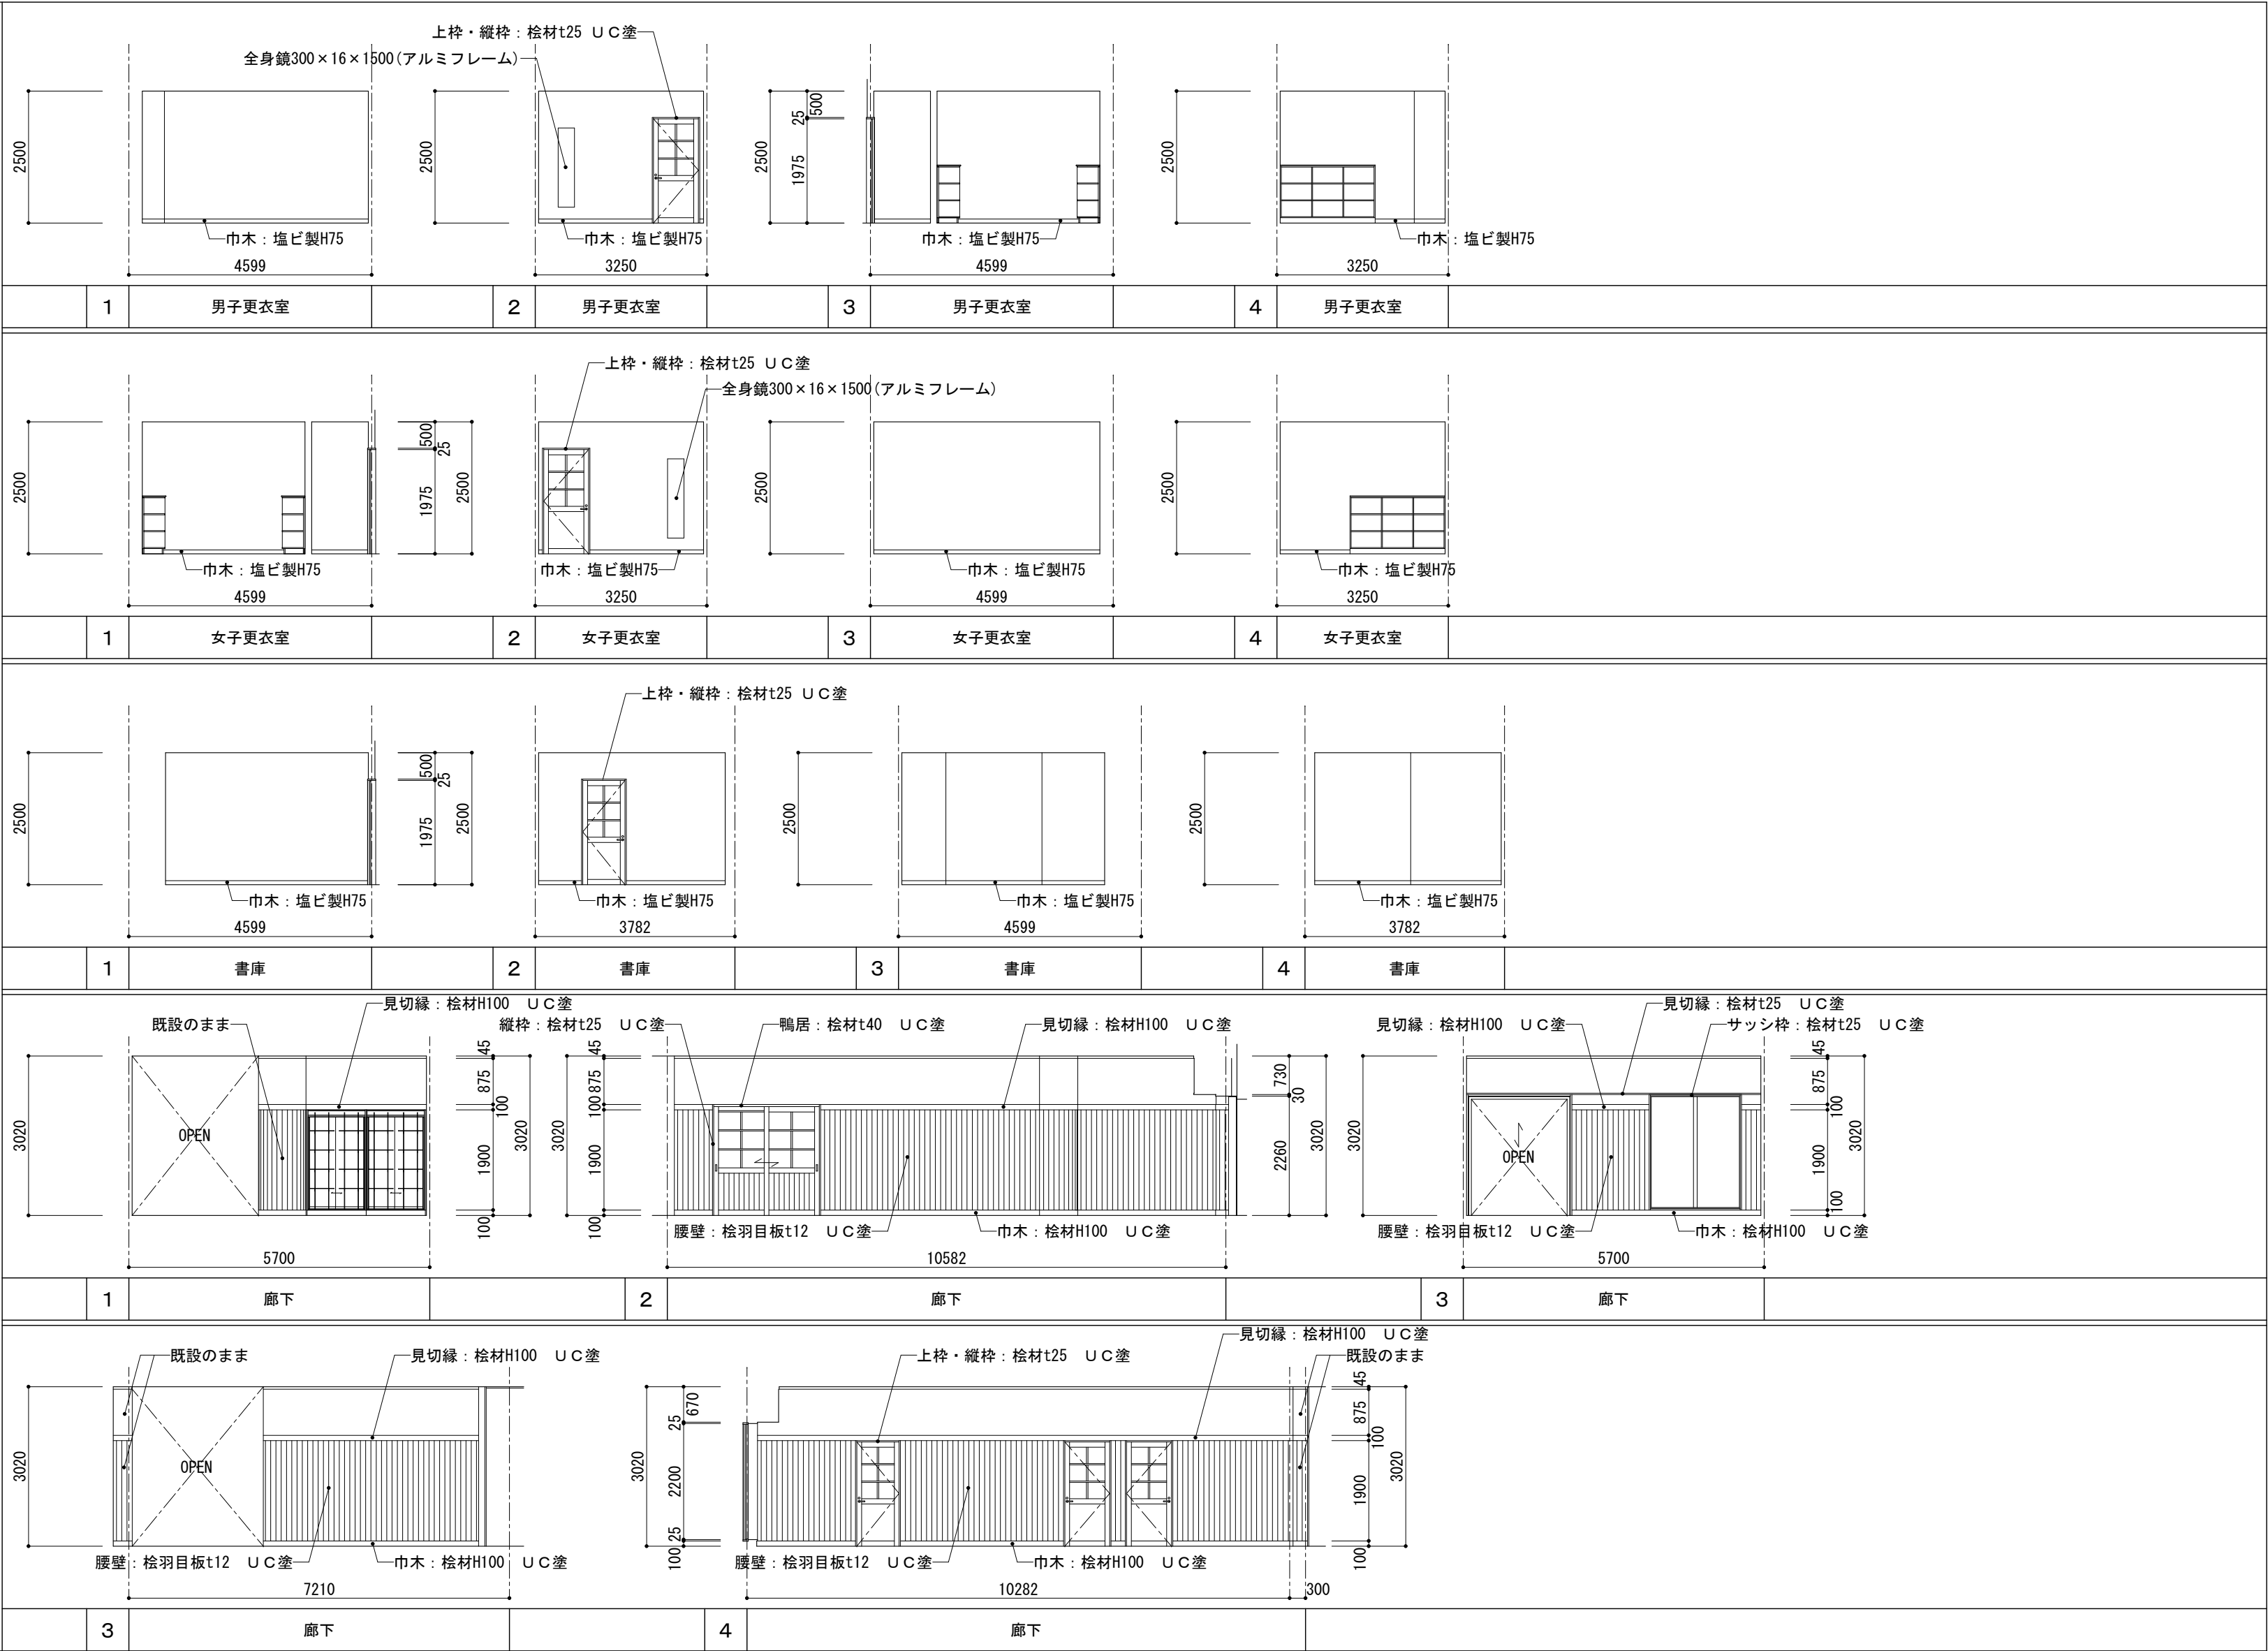 上枠・縦枠：桧材t25 ＵＣ塗
全身鏡300×16×1500(アルミフレーム)
2500
2500
2500
500
25
1975
2500
巾木：塩ビ製H75
巾木：塩ビ製H75
巾木：塩ビ製H75
巾木：塩ビ製H75
4599
3250
4599
3250
1 男子更衣室
2 男子更衣室
3 男子更衣室
4 男子更衣室
上枠・縦枠：桧材t25 ＵＣ塗
全身鏡300×16×1500(アルミフレーム)
2500
500
25
1975
2500
2500
2500
巾木：塩ビ製H75
巾木：塩ビ製H75
巾木：塩ビ製H75
巾木：塩ビ製H75
4599
3250
4599
3250
1 女子更衣室
2 女子更衣室
3 女子更衣室
4 女子更衣室
上枠・縦枠：桧材t25 ＵＣ塗
2500
500
25
1975
2500
2500
2500
巾木：塩ビ製H75
巾木：塩ビ製H75
巾木：塩ビ製H75
巾木：塩ビ製H75
4599
3782
4599
3782
1 書庫
2 書庫
3 書庫
4 書庫
見切縁：桧材H100　ＵＣ塗
既設のまま
OPEN
3020
45
875
100
1900
100
3020
5700
縦枠：桧材t25　ＵＣ塗
鴨居：桧材t40　ＵＣ塗
見切縁：桧材H100　ＵＣ塗
3020
45
875
100
1900
100
730
30
2260
3020
腰壁：桧羽目板t12　ＵＣ塗
巾木：桧材H100　ＵＣ塗
10582
見切縁：桧材t25　ＵＣ塗
見切縁：桧材H100　ＵＣ塗
サッシ枠：桧材t25　ＵＣ塗
OPEN
3020
45
875
100
1900
100
3020
腰壁：桧羽目板t12　ＵＣ塗
巾木：桧材H100　ＵＣ塗
5700
1 廊下
2 廊下
3 廊下
既設のまま
見切縁：桧材H100　ＵＣ塗
OPEN
3020
腰壁：桧羽目板t12　ＵＣ塗
巾木：桧材H100　ＵＣ塗
7210
見切縁：桧材H100　ＵＣ塗
上枠・縦枠：桧材t25　ＵＣ塗
既設のまま
3020
670
25
2200
25
100
45
875
100
1900
100
3020
腰壁：桧羽目板t12　ＵＣ塗
巾木：桧材H100　ＵＣ塗
10282
300
3 廊下
4 廊下